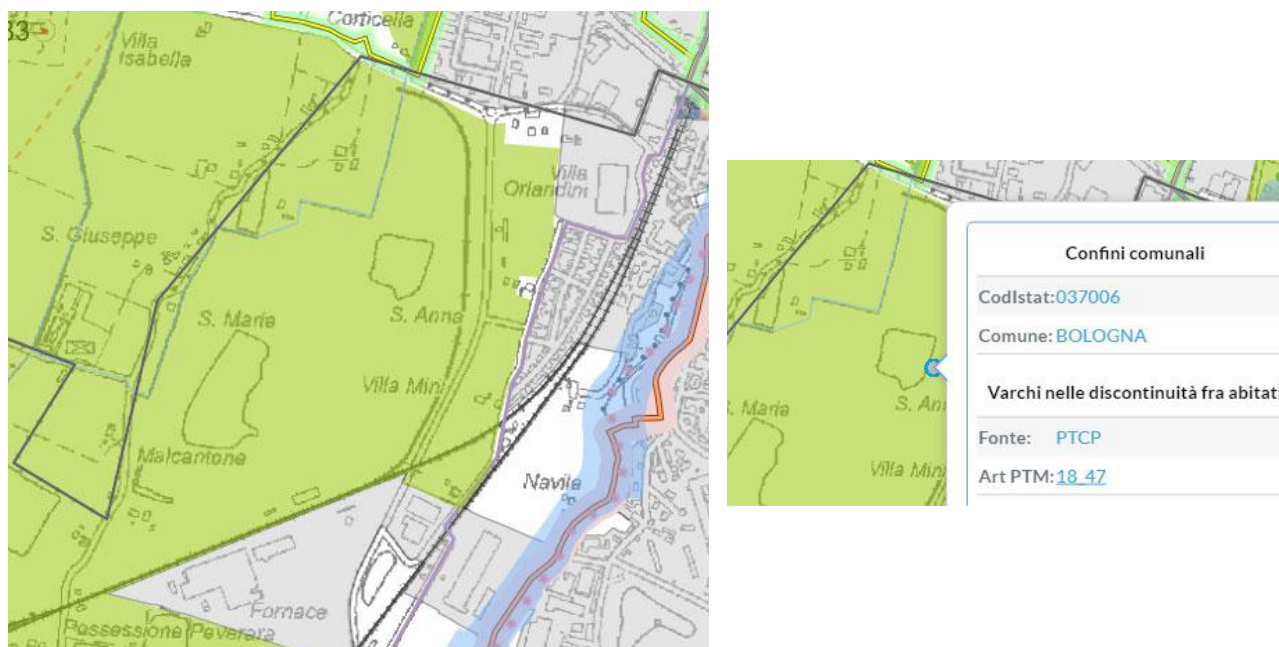 Corticella
33
Villa
Isabella
Villa
Orlandini
S. Giuseppe
S. Maria
S. Anna
Villa Mini
Malcantone
Navile
Fornace
Possessione Peverara
Confini comunali
CodIstat: 037006
Comune: BOLOGNA
Varchi nelle discontinuità fra abitati
S. Maria
S. An
Fonte: PTCP
Villa Mini
Art PTM: 18_47